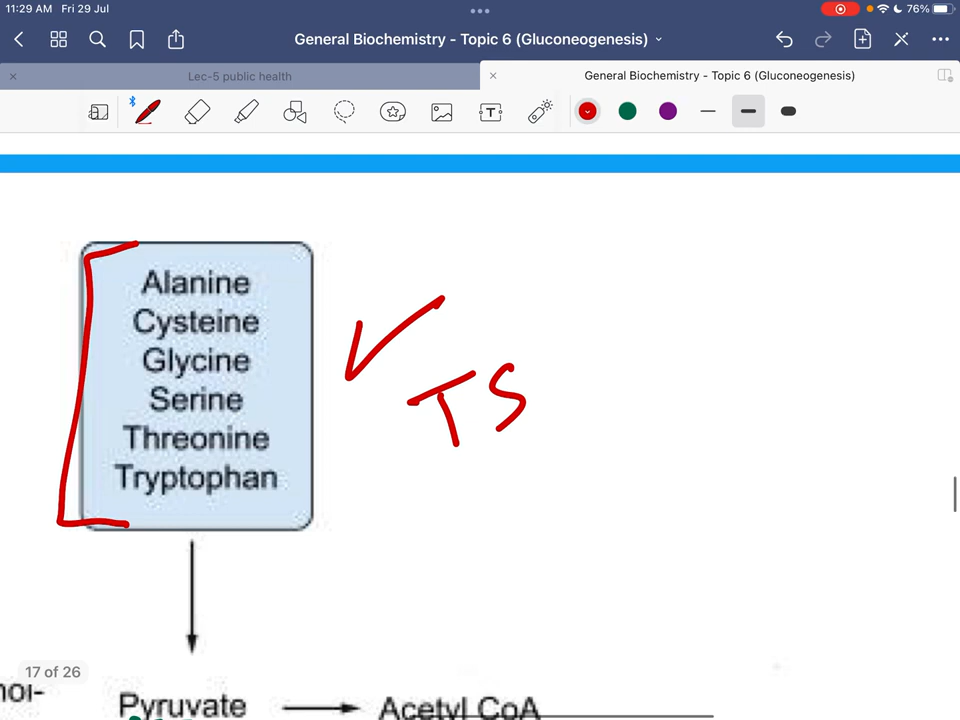 11:29 AM Fri 29 Jul
76%
General Biochemistry - Topic 6 (Gluconeogenesis)
Lec-5 public health
General Biochemistry - Topic 6 (Gluconeogenesis)
T
Alanine
Cysteine
Glycine
Serine
Threonine
Tryptophan
TS
17 of 26
Pyruvate
Acetyl CoA